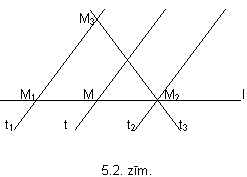 M₃
M₁ M M₂ l
t₁ t t₂ t₃
5.2. zīm.